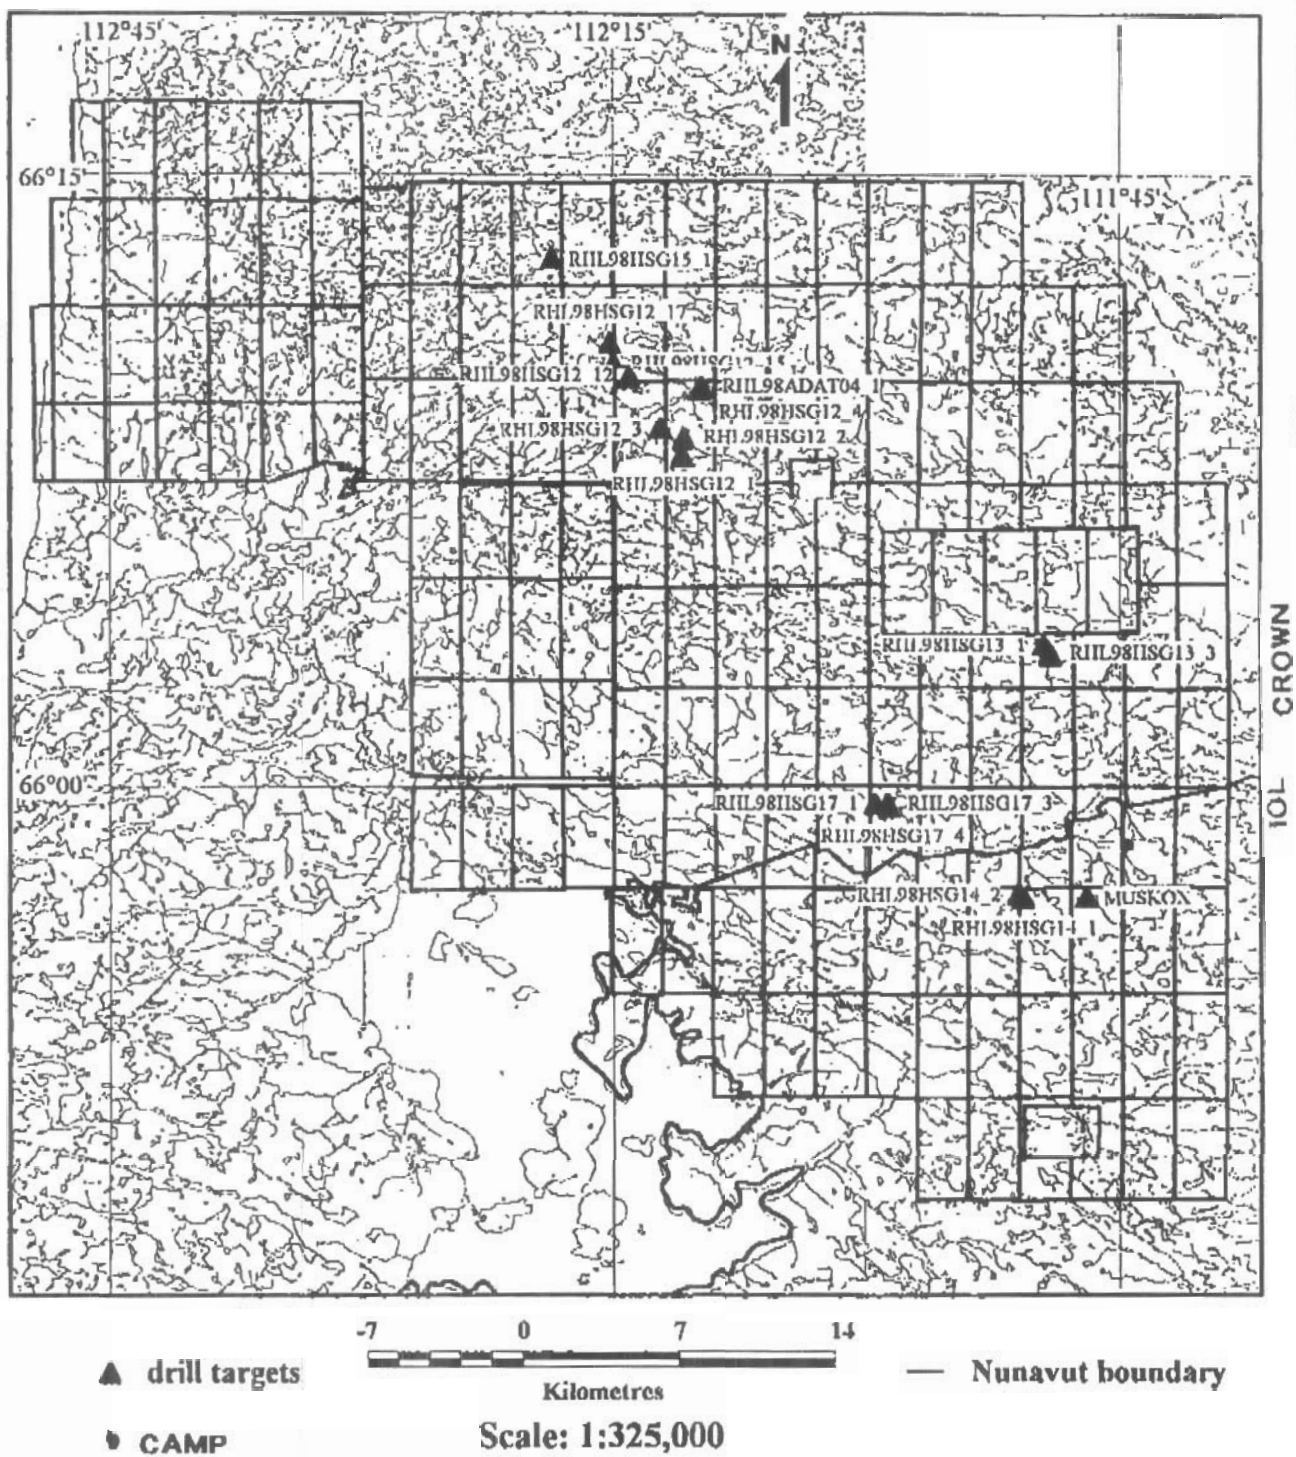 112°45'
112°15'
N
66°15'
111°45'
RHL98HSG15_1
RHL98HSG12_17
RHL98HSG12_15
RHL98HSG12_12
RHL98ADAT04_1
RHL98HSG12_4
RHL98HSG12_3
RHL98HSG12_2
RHL98HSG12_1
RHL98HSG13_1
RHL98HSG13_3
CROWN
IOL
66°00'
RHL98HSG17_1
RHL98HSG17_3
RHL98HSG17_4
RHL98HSG14_2
MUSKOX
RHL98HSG14_1
-7 0 7 14
drill targets
Kilometres
Nunavut boundary
CAMP
Scale: 1:325,000